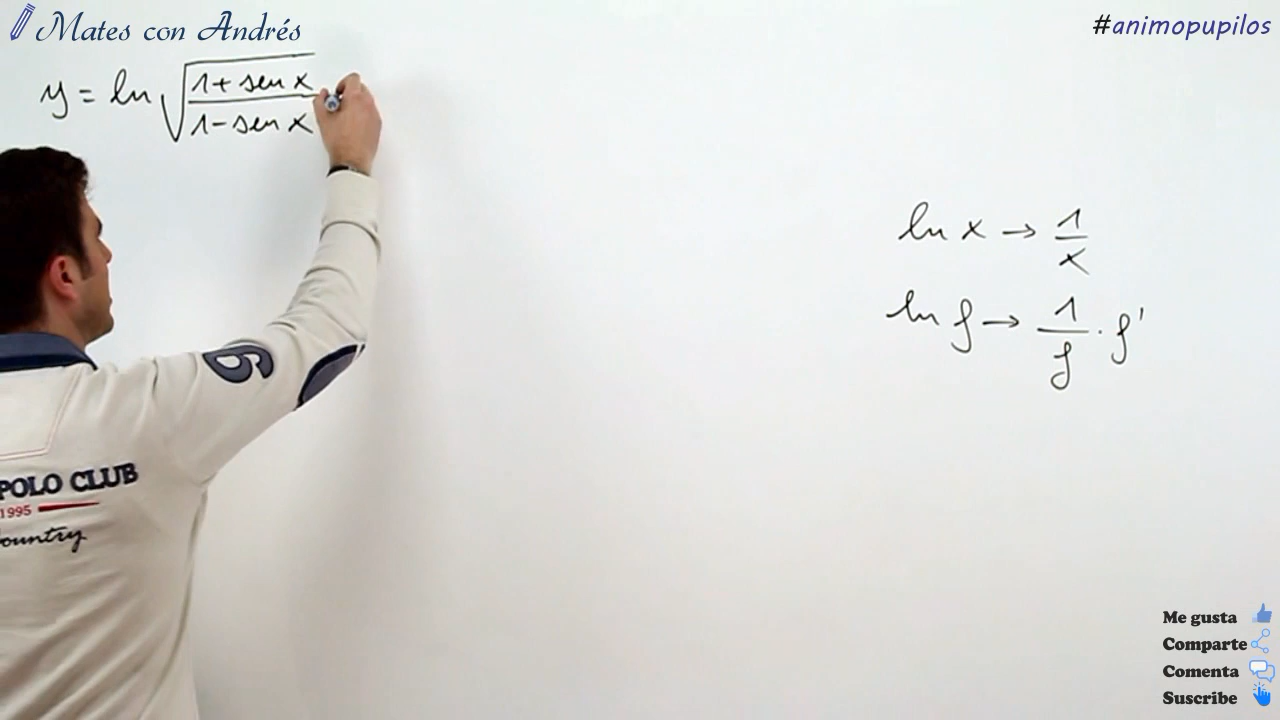 Mates con Andrés
#animopupilos
y = ln √((1 + sen x)/(1 - sen x))
ln x → 1/x
ln f → 1/f · f'
6
POLO CLUB
1995
ountry
Me gusta
Comparte
Comenta
Suscribe